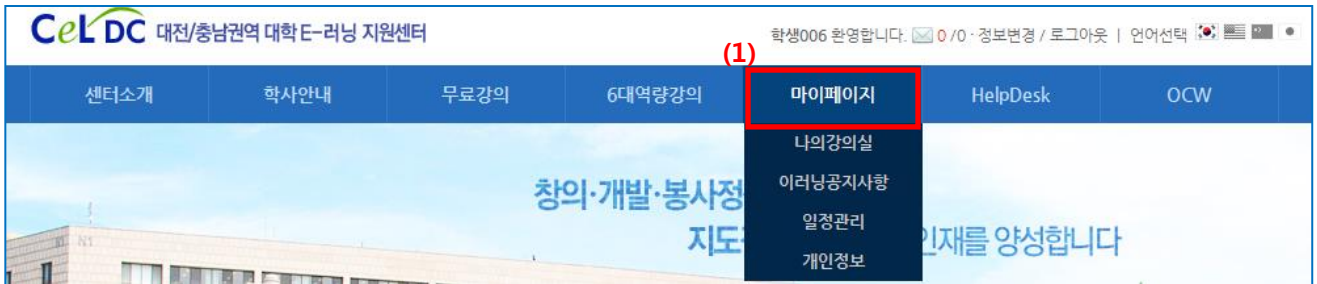 CeLDC 대전/충남권역 대학 E-러닝 지원센터
학생006 환영합니다. 0 /0 · 정보변경 / 로그아웃 | 언어선택
(1)
센터소개 학사안내 무료강의 6대역량강의 마이페이지 HelpDesk OCW
나의강의실
이러닝공지사항
일정관리
개인정보
창의·개발·봉사정
지도 인재를 양성합니다
N1